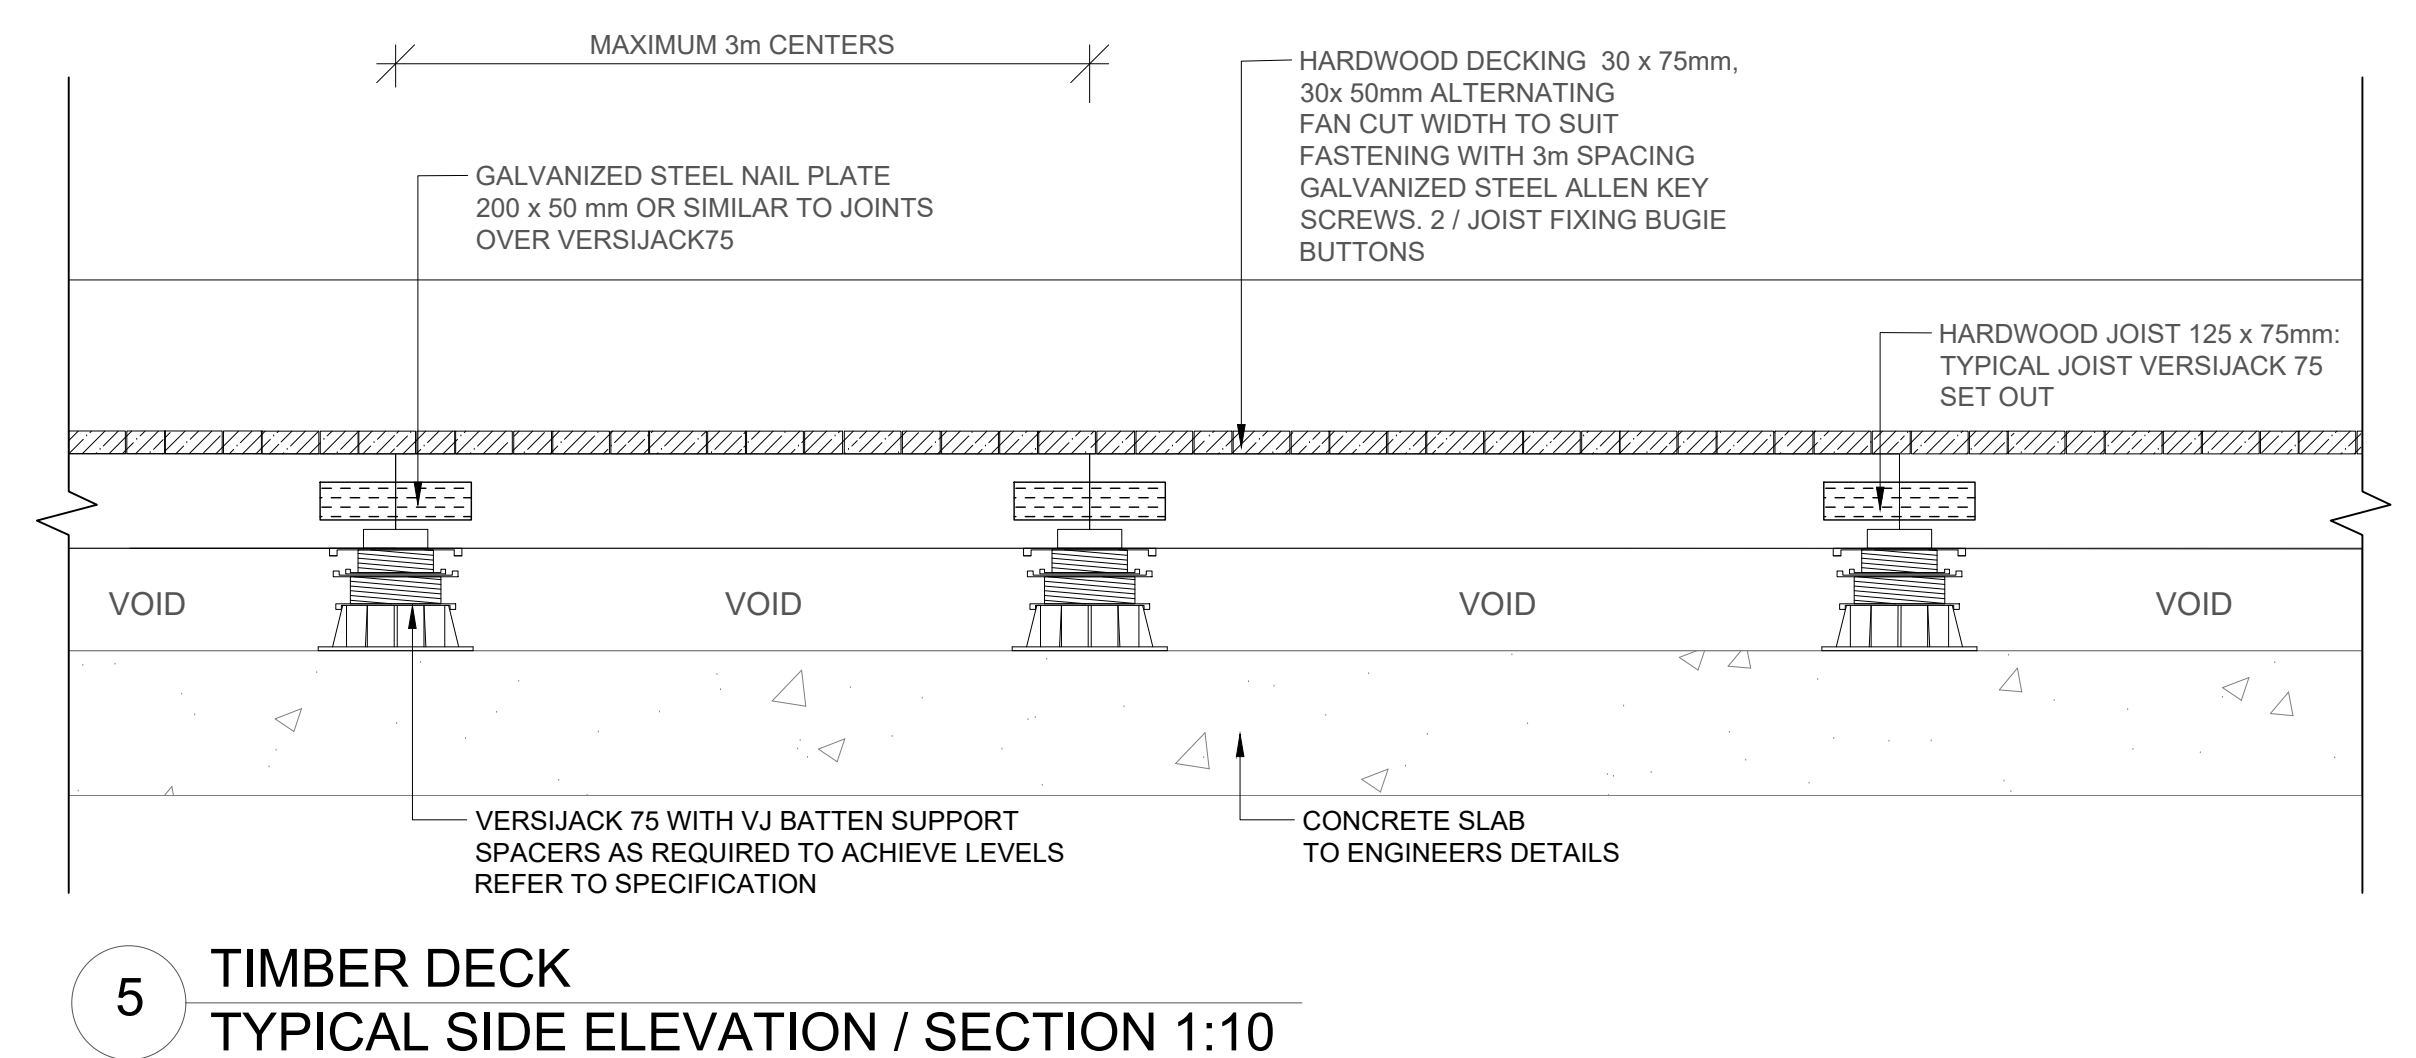 MAXIMUM 3m CENTERS
HARDWOOD DECKING 30 x 75mm,
30x 50mm ALTERNATING
FAN CUT WIDTH TO SUIT
FASTENING WITH 3m SPACING
GALVANIZED STEEL ALLEN KEY
SCREWS. 2 / JOIST FIXING BUGIE
BUTTONS
GALVANIZED STEEL NAIL PLATE
200 x 50 mm OR SIMILAR TO JOINTS
OVER VERSIJACK75
HARDWOOD JOIST 125 x 75mm:
TYPICAL JOIST VERSIJACK 75
SET OUT
VOID
VOID
VOID
VOID
VERSIJACK 75 WITH VJ BATTEN SUPPORT
SPACERS AS REQUIRED TO ACHIEVE LEVELS
REFER TO SPECIFICATION
CONCRETE SLAB
TO ENGINEERS DETAILS
5
TIMBER DECK
TYPICAL SIDE ELEVATION / SECTION 1:10